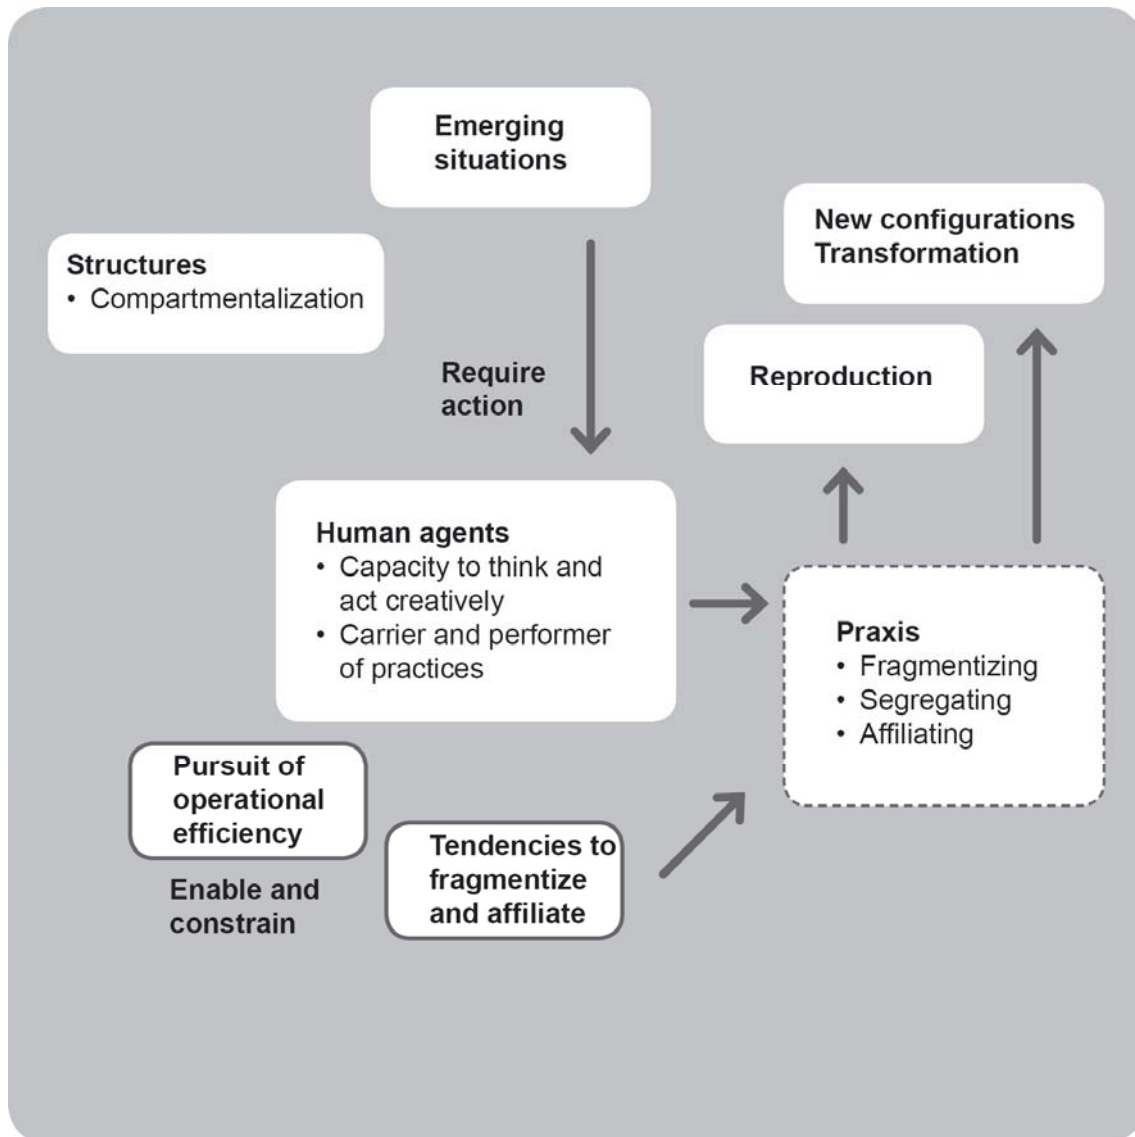 Emerging
situations
New configurations
Transformation
Structures
• Compartmentalization
Require
action
Reproduction
Human agents
• Capacity to think and
act creatively
• Carrier and performer
of practices
Praxis
• Fragmentizing
• Segregating
• Affiliating
Pursuit of
operational
efficiency
Enable and
constrain
Tendencies to
fragmentize
and affiliate